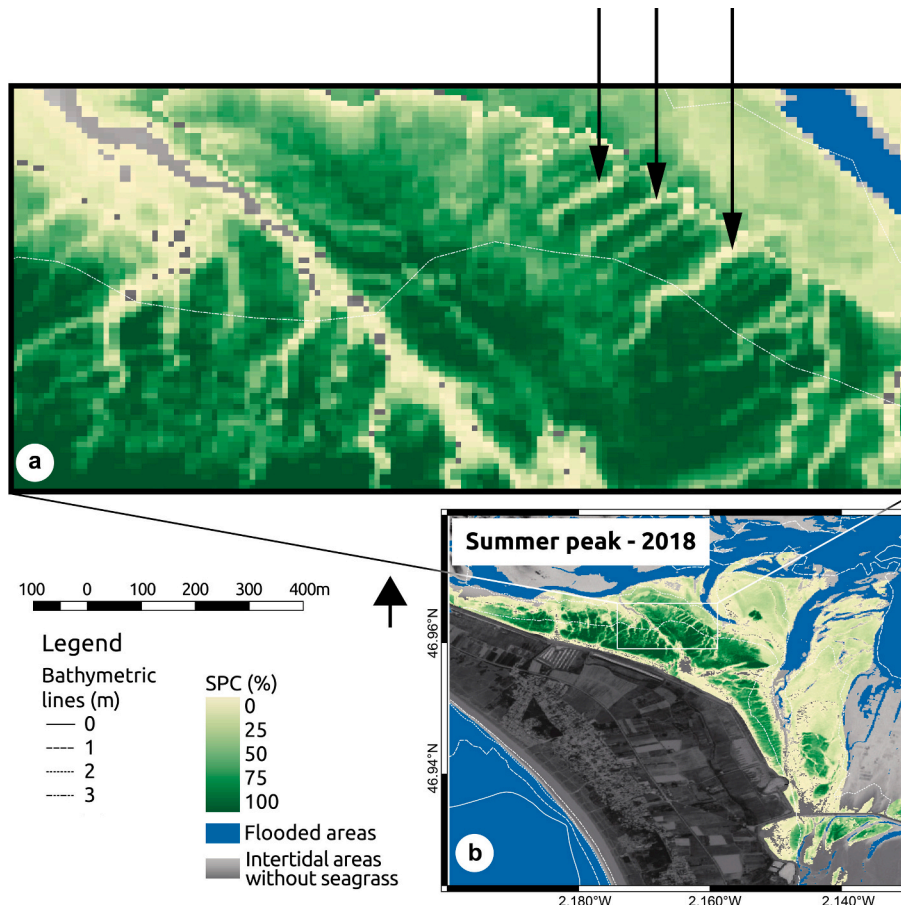 a
Summer peak - 2018
100 0 100 200 300 400m
46.96°N
46.94°N
Legend
Bathymetric
lines (m)
0
1
2
3
SPC (%)
0
25
50
75
100
Flooded areas
Intertidal areas
without seagrass
b
2.180°W 2.160°W 2.140°W